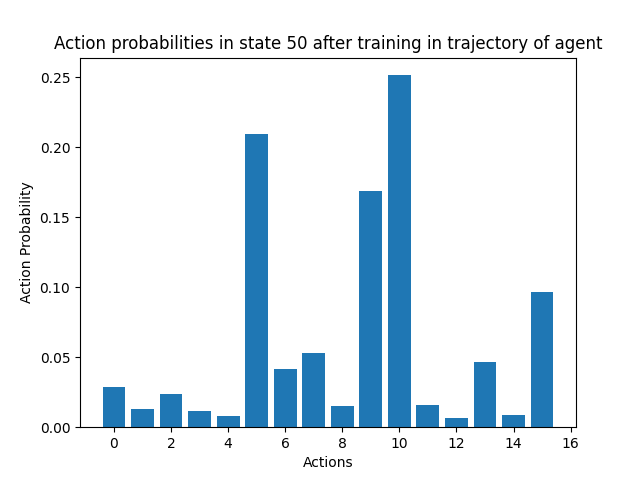 Action probabilities in state 50 after training in trajectory of agent
0.25
0.20
0.15
0.10
0.05
0.00
Action Probability
0 2 4 6 8 10 12 14 16
Actions